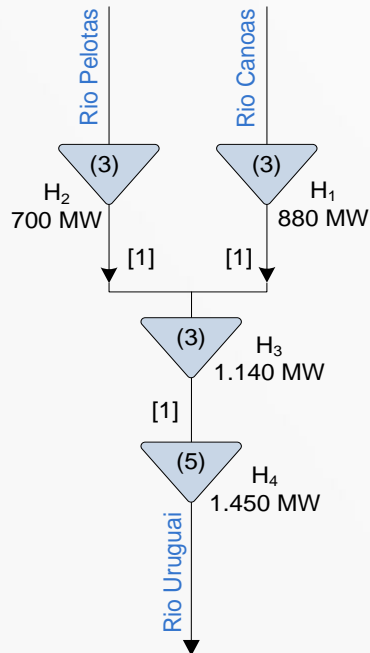 Rio Pelotas
Rio Canoas
(3)
(3)
H₂
700 MW
H₁
880 MW
[1]
[1]
(3)
H₃
1.140 MW
[1]
(5)
H₄
1.450 MW
Rio Uruguai